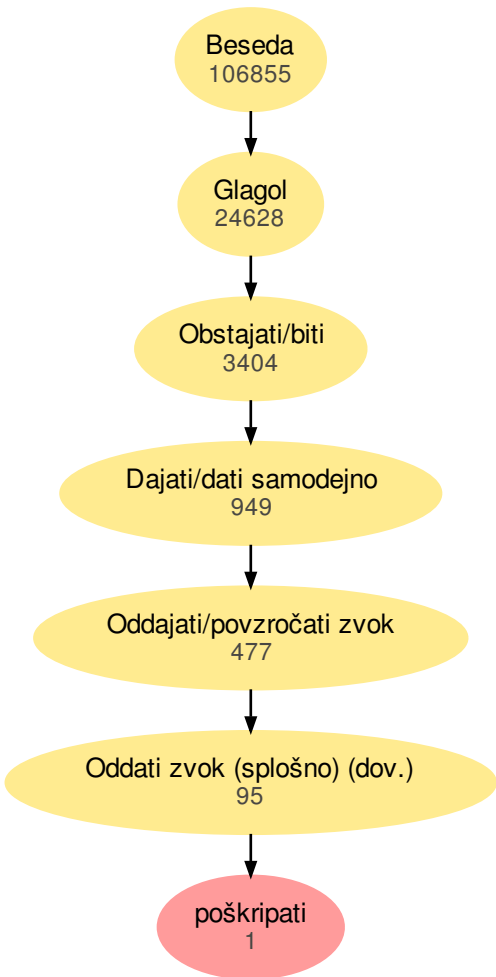 Beseda
106855
Glagol
24628
Obstajati/biti
3404
Dajati/dati samodejno
949
Oddajati/povzročati zvok
477
Oddati zvok (splošno) (dov.)
95
poškripati
1